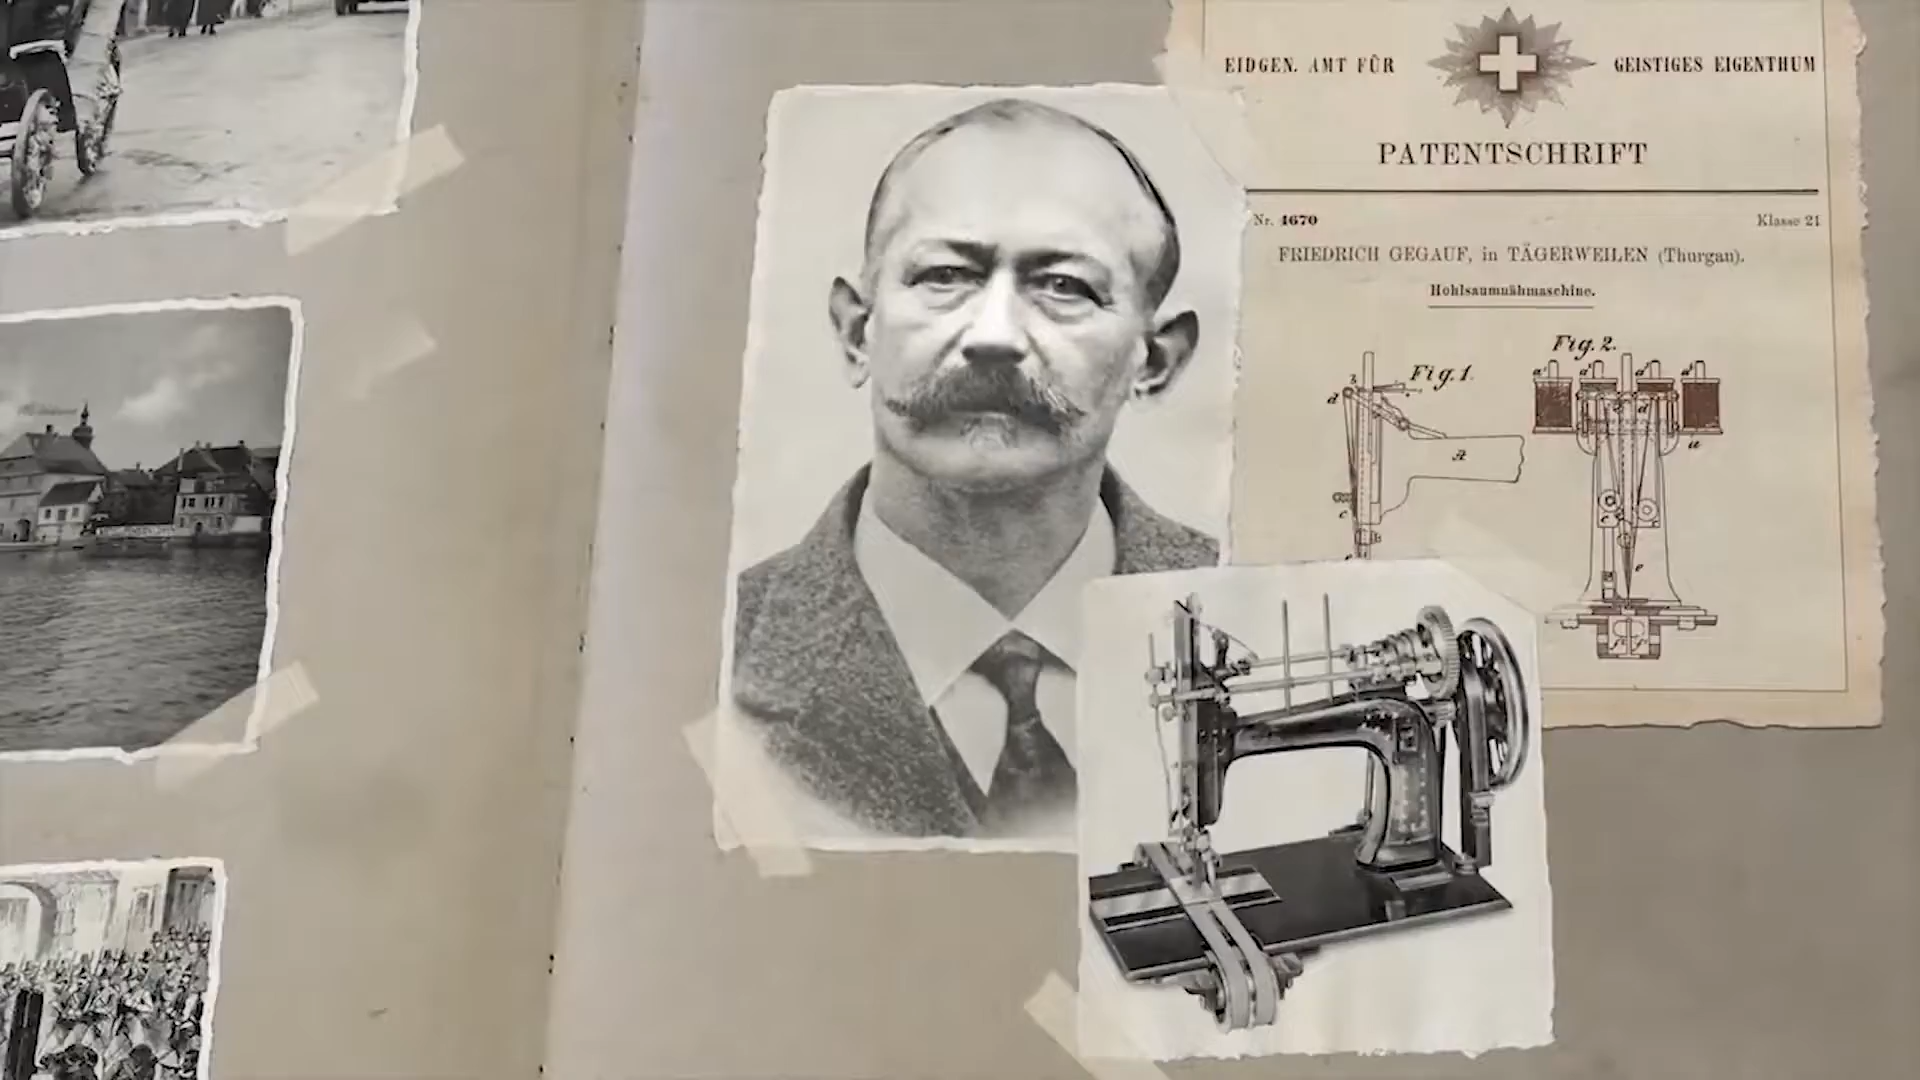 EIDGEN. AMT FÜR GEISTIGES EIGENTHUM
PATENTSCHRIFT
Nr. 4670 Klasse 21
FRIEDRICH GEGAUF, in TÄGERWEILEN (Thurgau).
Hohlsaumnähmaschine.
Fig. 1.
Fig. 2.
d
A
c
a
e